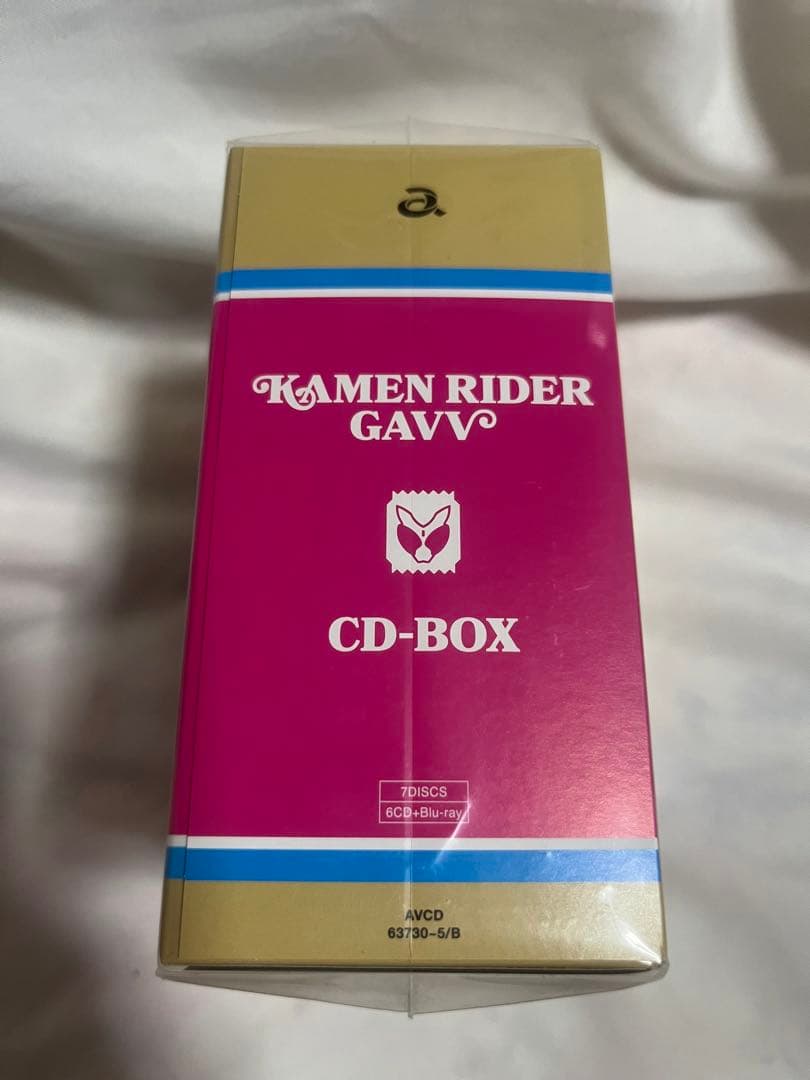 KAMEN RIDER
GAVV
CD-BOX
7DISCS
6CD+Blu-ray
AVCD
63730~5/B